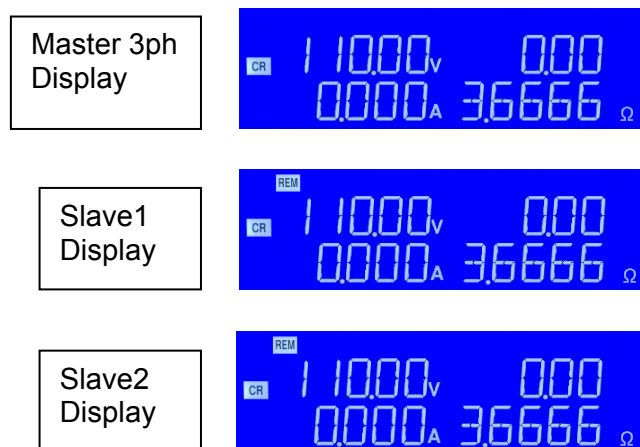 Master 3ph
Display
CR 110.00V 0.00
0.000A 3.6666 Ω
Slave1
Display
REM
CR 110.00V 0.00
0.000A 3.6666 Ω
Slave2
Display
REM
CR 110.00V 0.00
0.000A 3.6666 Ω